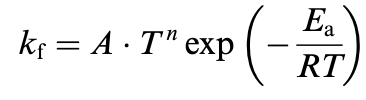 k_f = A · T^n exp(−E_a/RT)